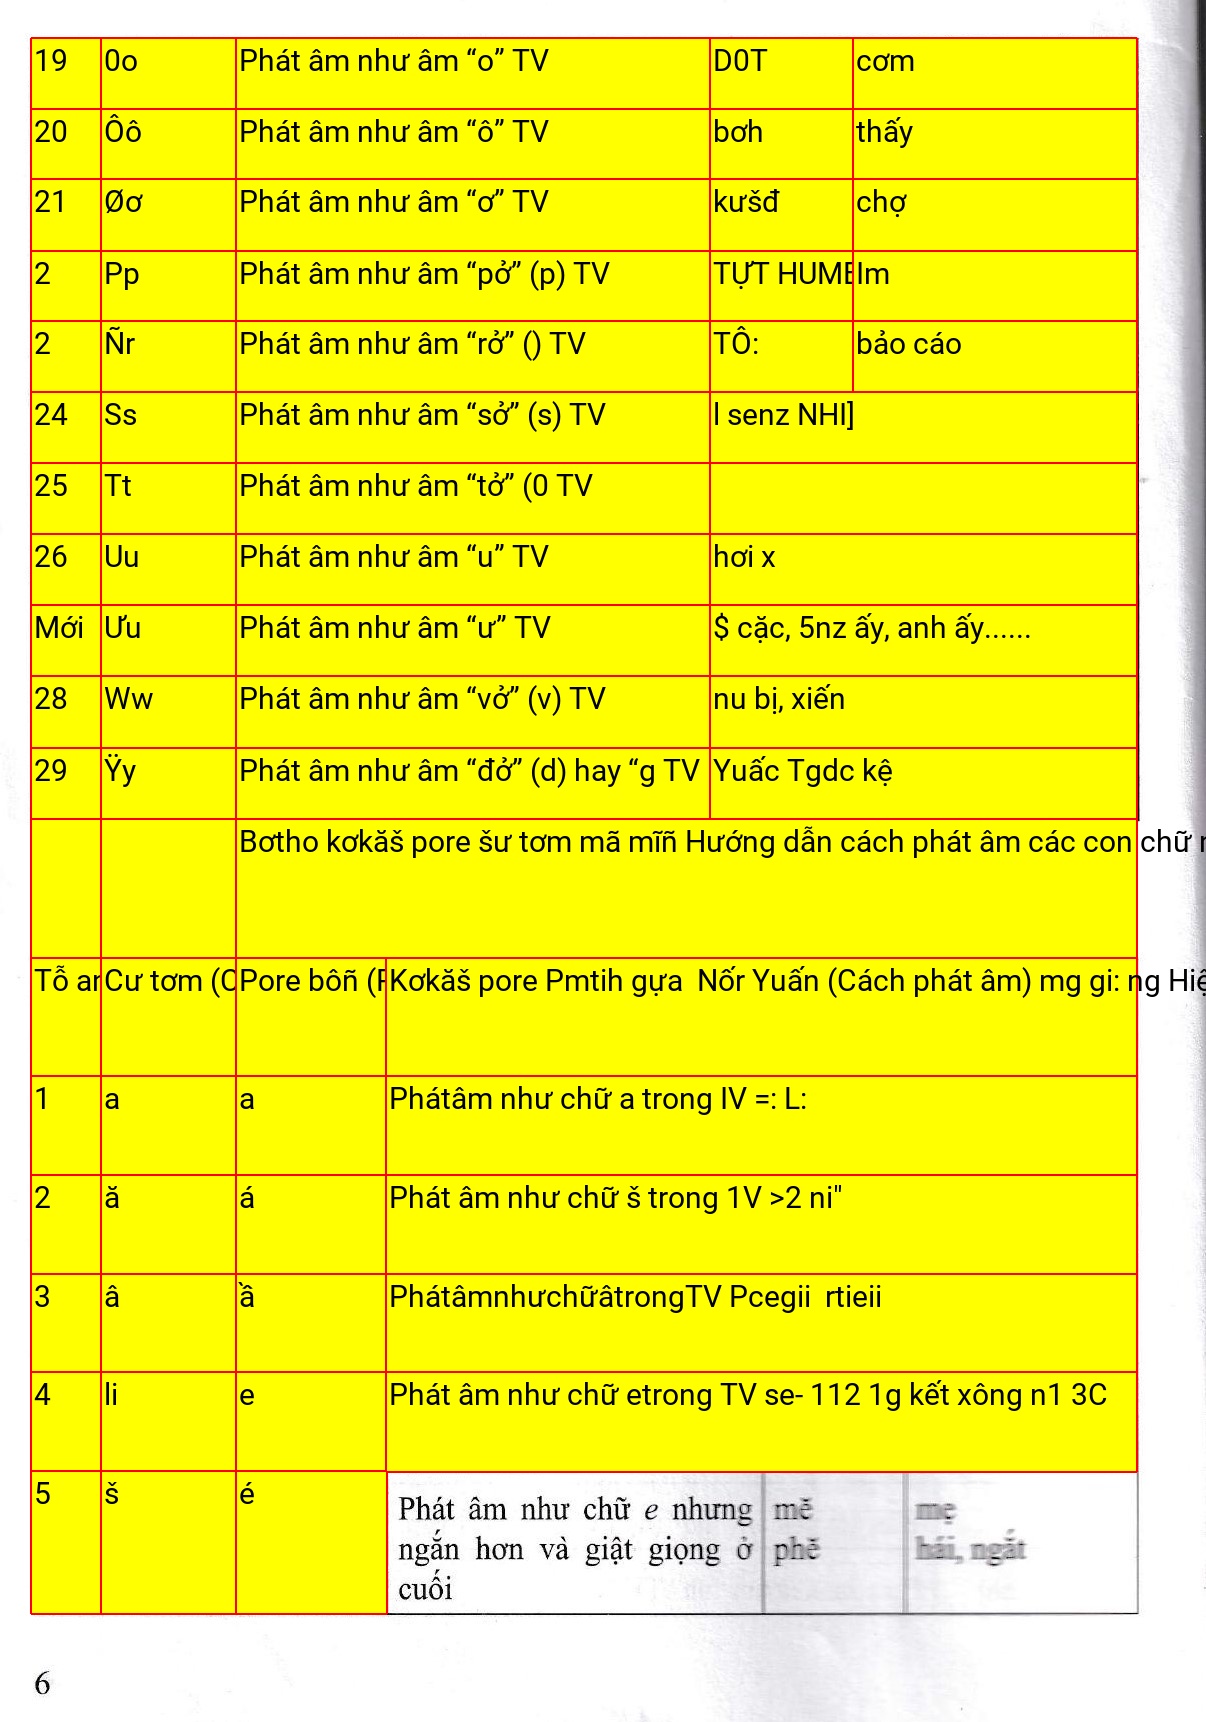 19 0o Phát âm như âm “o” TV D0T cơm
20 Ôô Phát âm như âm “ô” TV bơh thấy
21 Øơ Phát âm như âm “ơ” TV kưšđ chợ
2 Pp Phát âm như âm “pở” (p) TV TỰT HUME Im
2 Ñr Phát âm như âm “rở” () TV TÔ: bảo cáo
24 Ss Phát âm như âm “sở” (s) TV l senz NHI]
25 Tt Phát âm như âm “tở” (0 TV
26 Uu Phát âm như âm “u” TV hơi x
Mới Ưu Phát âm như âm “ư” TV $ cặc, 5nz ấy, anh ấy......
28 Ww Phát âm như âm “vở” (v) TV nu bị, xiến
29 Ÿy Phát âm như âm “đở” (d) hay “g TV Yuấc Tgdc kệ
Bơtho kơkăš pore šư tơm mã mĩñ Hướng dẫn cách phát âm các con chữ
Tỗ Cư tơm Pore bôñ Kơkăš pore Pmtih gựa Nốr Yuấn (Cách phát âm) mg gi: ng
1 a a Phátâm như chữ a trong IV =: L:
2 ă á Phát âm như chữ š trong 1V >2 ni"
3 â ầ PhátâmnhưchữâtrongTV Pcegii rtieii
4 li e Phát âm như chữ etrong TV se- 112 1g kết xông n1 3C
5 š é Phát âm như chữ e nhưng mĕ mẹ
ngắn hơn và giật giọng ở phĕ hái, ngắt
cuối
6